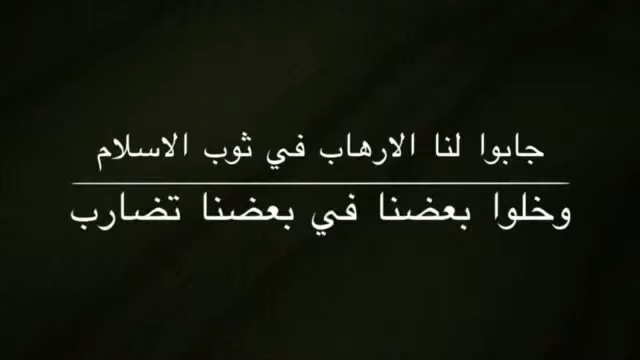 جابوا لنا الارهاب في ثوب الاسلام
وخلوا بعضنا في بعضنا تضارب